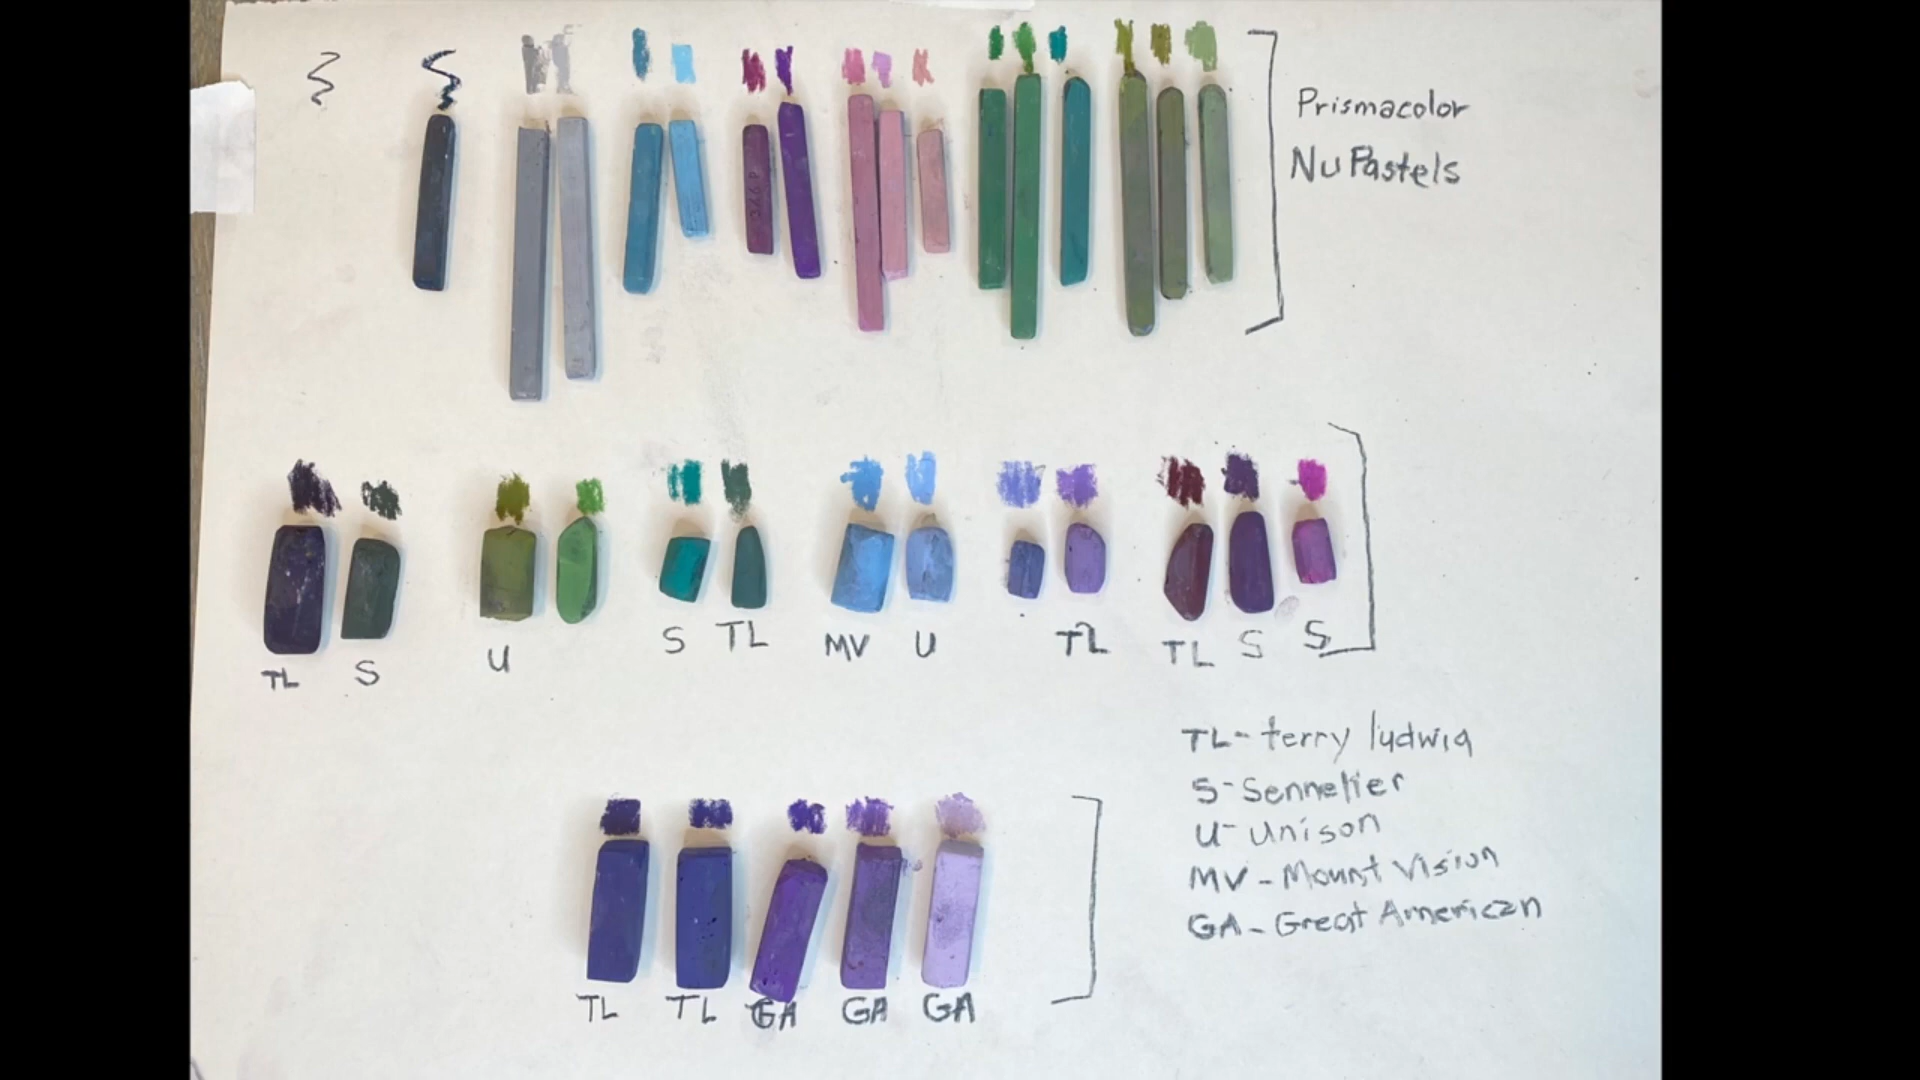 Prismacolor
NuPastels
TL S U S TL MV U TL TL S S
TL- terry ludwig
S- Sennelier
U- Unison
MV - Mount Vision
GA - Great American
TL TL GA GA GA